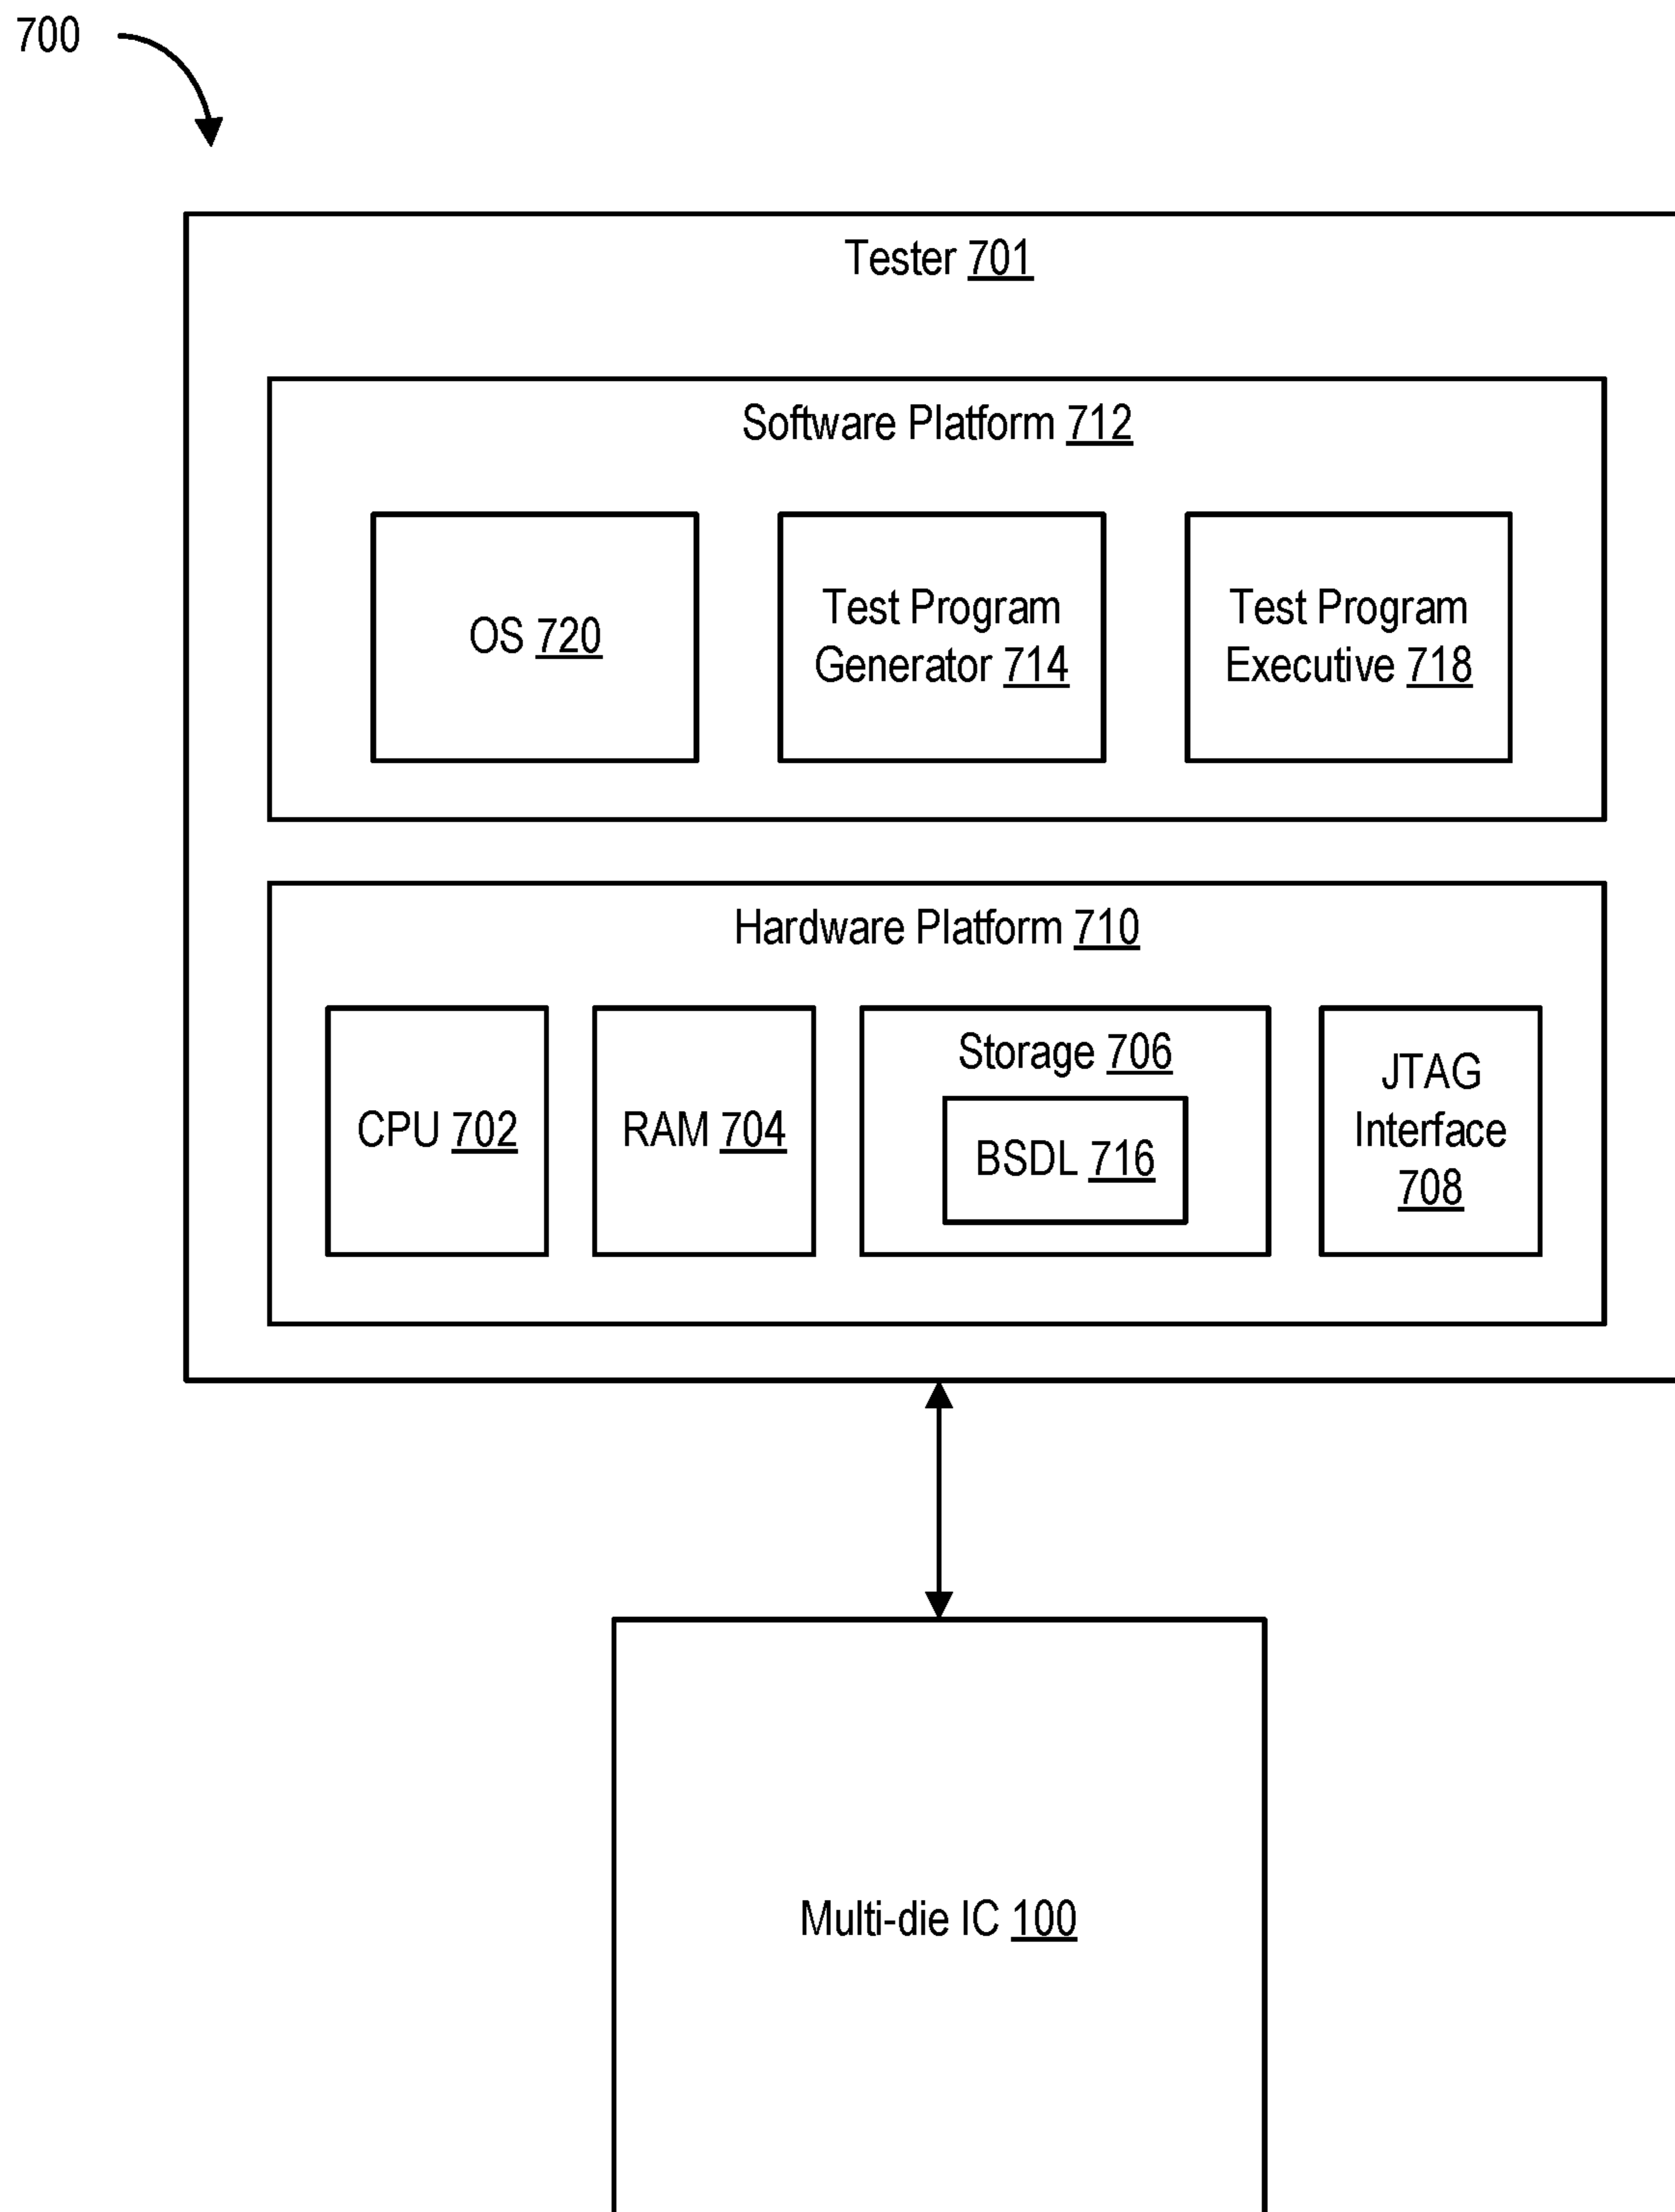 700
Tester 701
Software Platform 712
OS 720
Test Program
Generator 714
Test Program
Executive 718
Hardware Platform 710
CPU 702
RAM 704
Storage 706
BSDL 716
JTAG
Interface
708
Multi-die IC 100